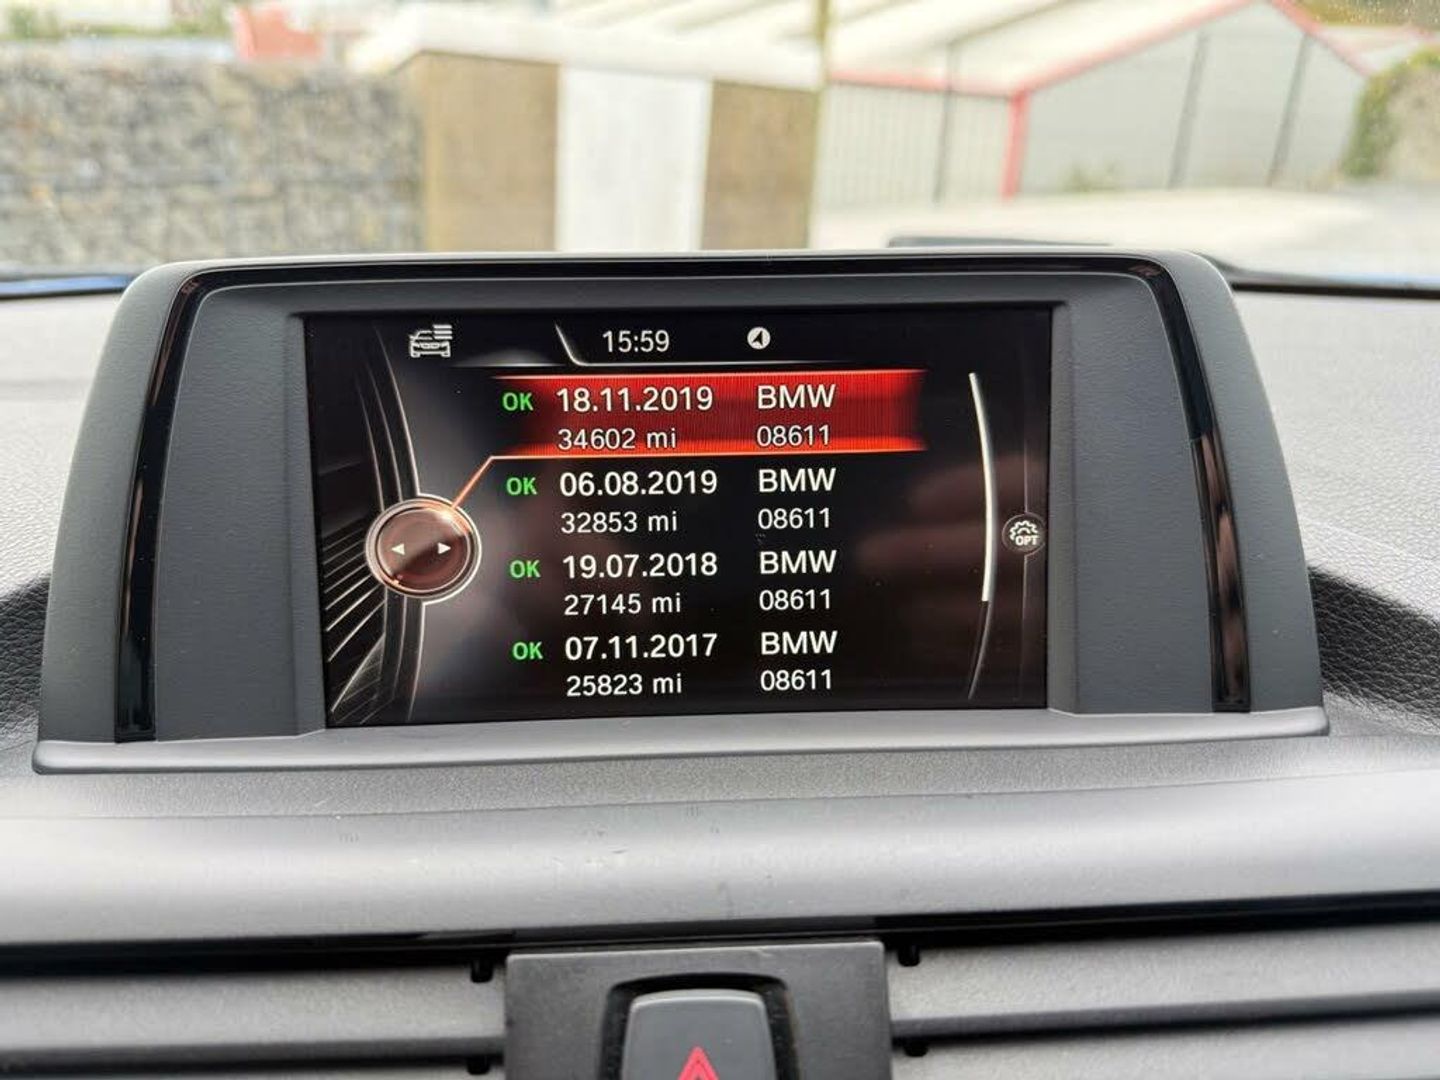 15:59
OK 18.11.2019 BMW
34602 mi 08611
OK 06.08.2019 BMW
32853 mi 08611
OPT
OK 19.07.2018 BMW
27145 mi 08611
OK 07.11.2017 BMW
25823 mi 08611